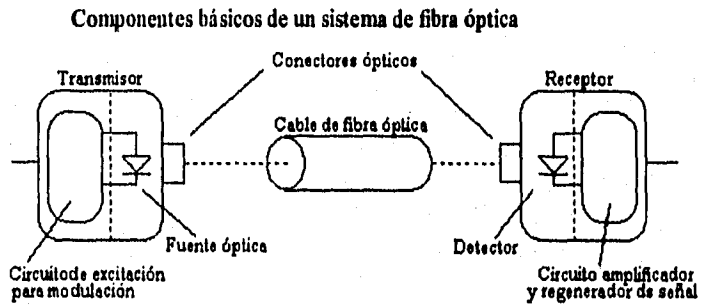 Componentes básicos de un sistema de fibra óptica
Conectores ópticos
Transmisor
Receptor
Cable de fibra óptica
Fuente óptica
Detector
Circuitode excitación
para modulación
Circuito amplificador
y regenerador de señal